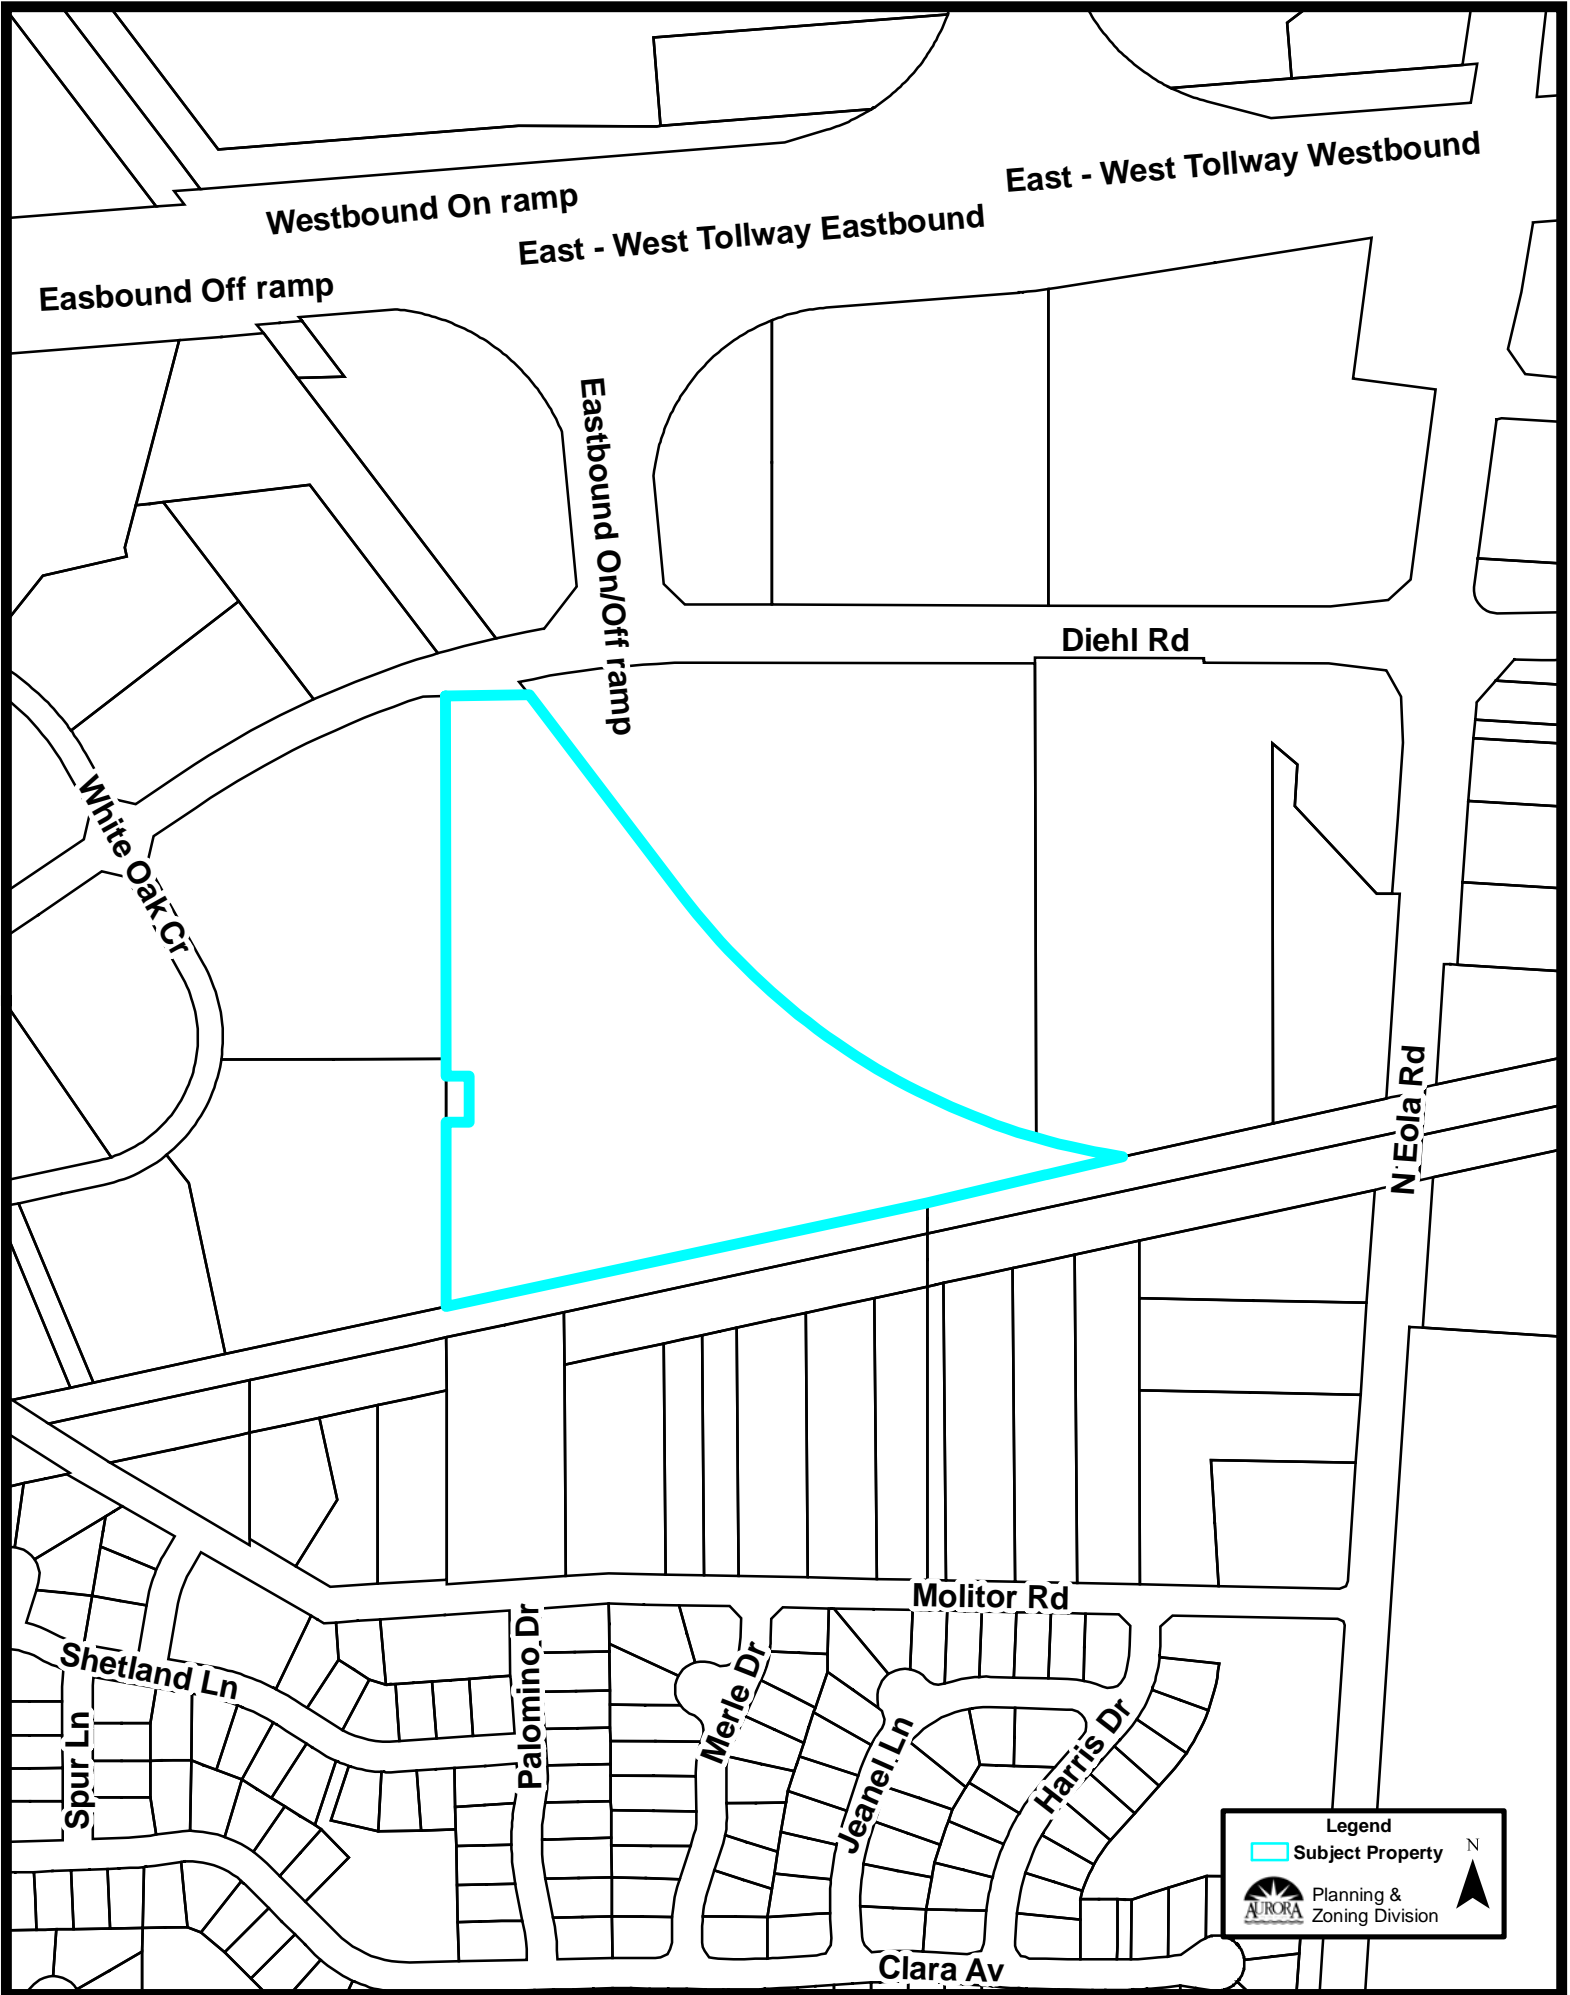 East - West Tollway Westbound
Westbound On ramp
East - West Tollway Eastbound
Easbound Off ramp
Eastbound On/Off ramp
Diehl Rd
White Oak Cr
N Eola Rd
Molitor Rd
Shetland Ln
Spur Ln
Palomino Dr
Merle Dr
Jeanel Ln
Harris Dr
Clara Av
Legend
Subject Property
N
AURORA
Planning &
Zoning Division